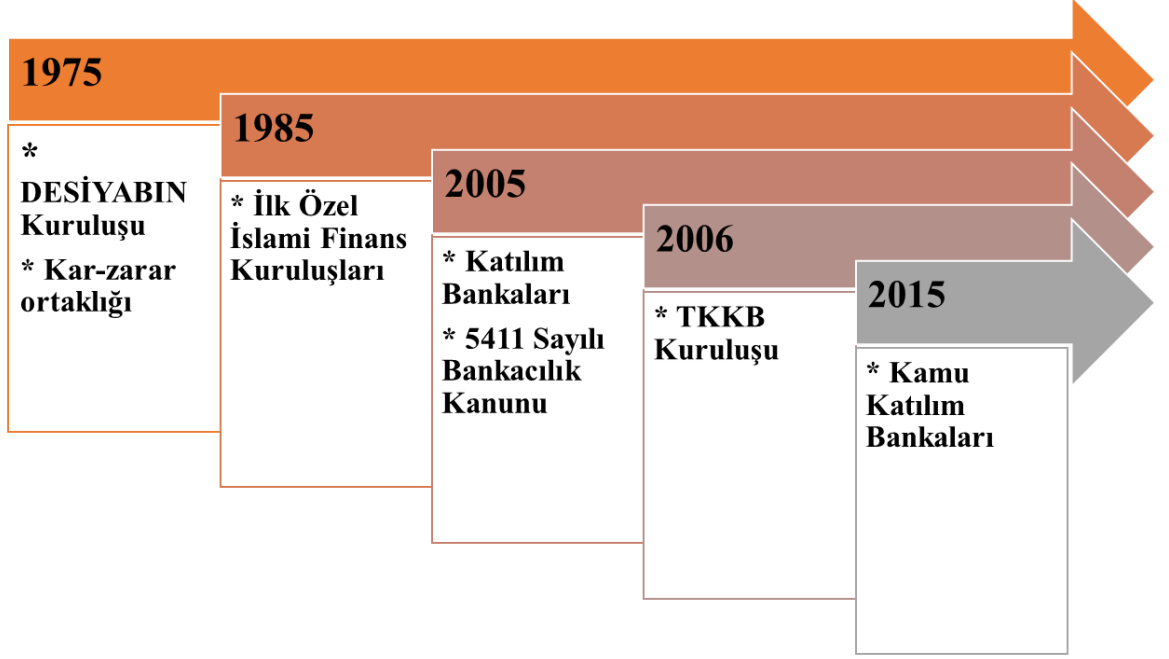 1975
*
DESİYABIN
Kuruluşu
* Kar-zarar
ortaklığı
1985
* İlk Özel
İslami Finans
Kuruluşları
2005
* Katılım
Bankaları
* 5411 Sayılı
Bankacılık
Kanunu
2006
* TKKB
Kuruluşu
2015
* Kamu
Katılım
Bankaları